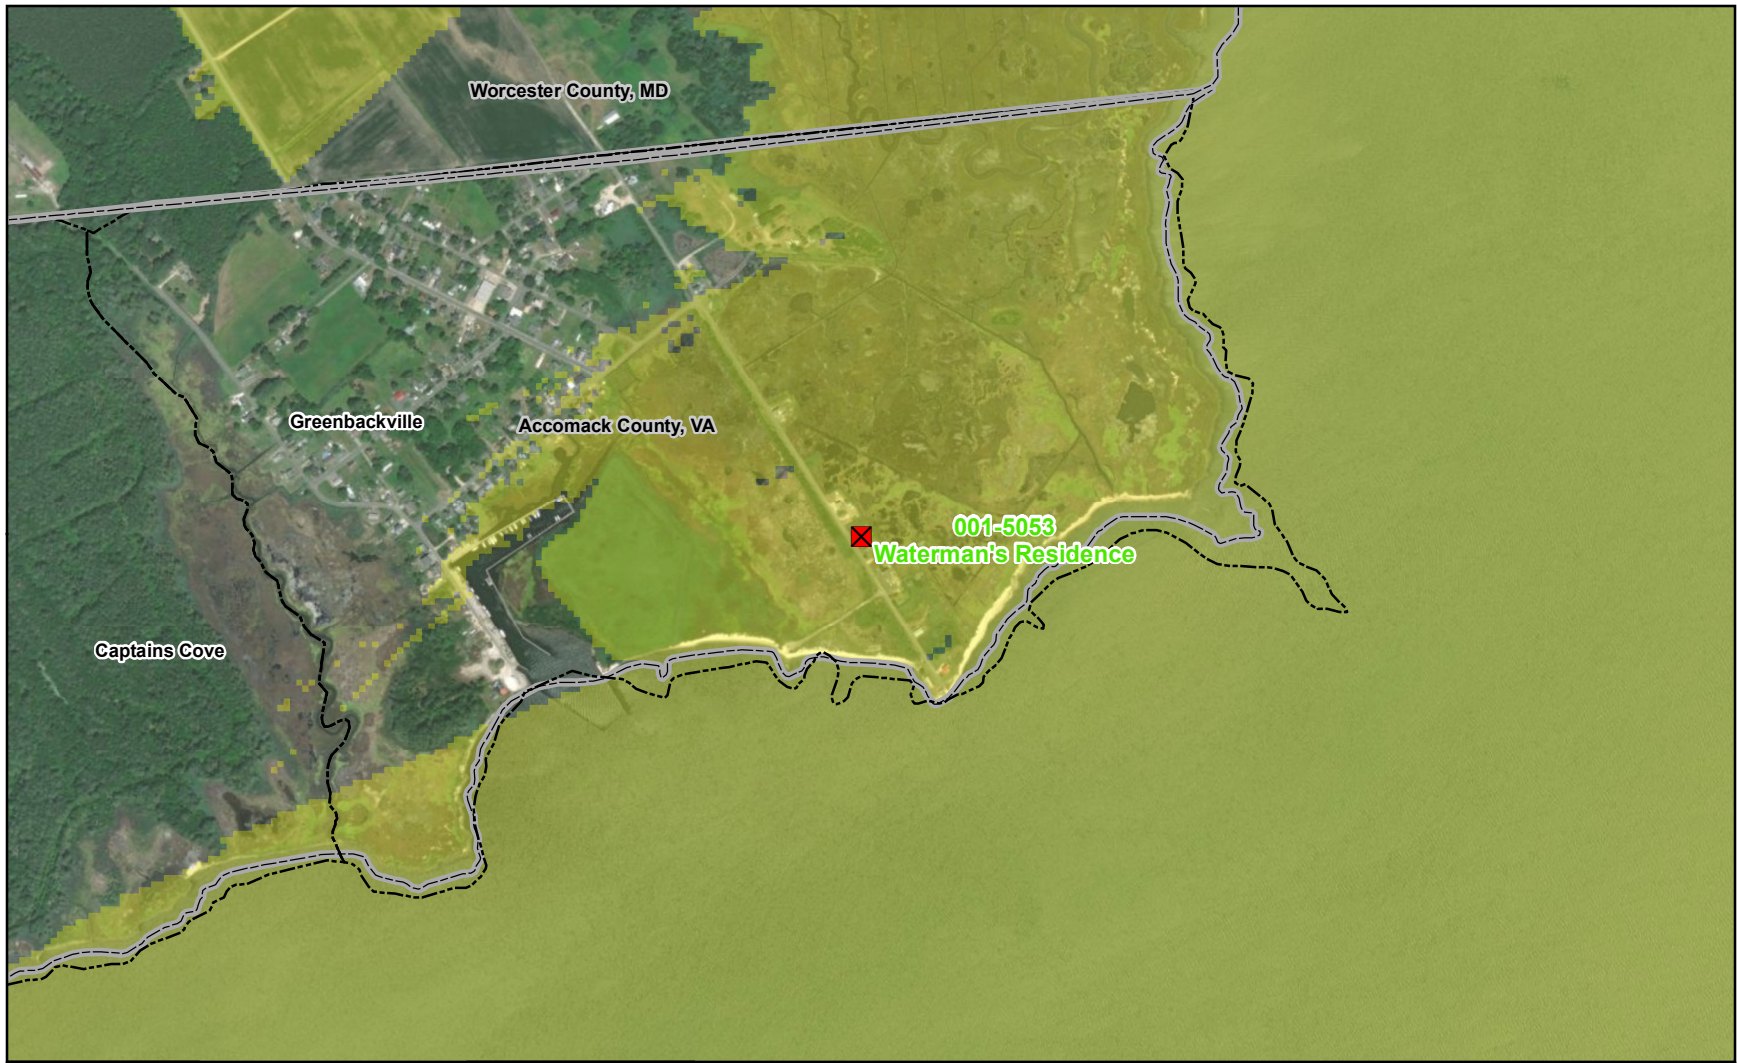 Worcester County, MD
Greenbackville
Accomack County, VA
001-5053
Waterman's Residence
Captains Cove